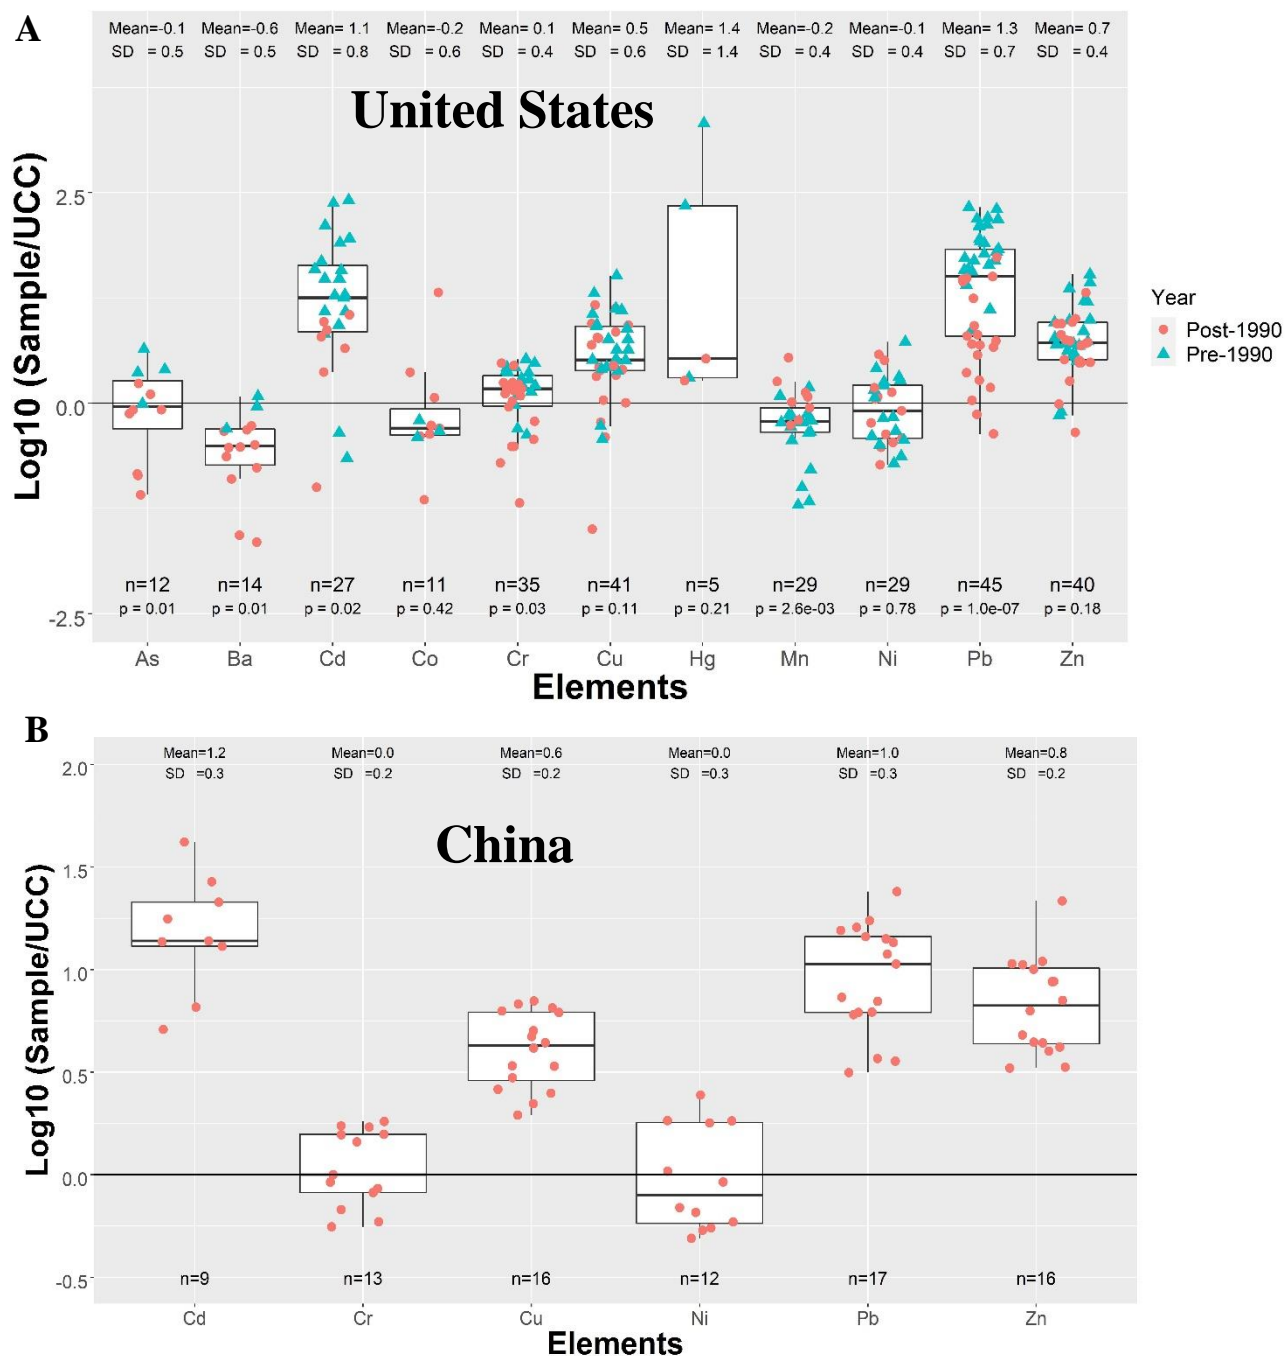 A
Mean=-0.1 Mean=-0.6 Mean= 1.1 Mean=-0.2 Mean= 0.1 Mean= 0.5 Mean= 1.4 Mean=-0.2 Mean=-0.1 Mean= 1.3 Mean= 0.7
SD = 0.5 SD = 0.5 SD = 0.8 SD = 0.6 SD = 0.4 SD = 0.6 SD = 1.4 SD = 0.4 SD = 0.4 SD = 0.7 SD = 0.4
United States
Log10 (Sample/UCC)
2.5
0.0
-2.5
Year
Post-1990
Pre-1990
n=12 n=14 n=27 n=11 n=35 n=41 n=5 n=29 n=29 n=45 n=40
p = 0.01 p = 0.01 p = 0.02 p = 0.42 p = 0.03 p = 0.11 p = 0.21 p = 2.6e-03 p = 0.78 p = 1.0e-07 p = 0.18
As Ba Cd Co Cr Cu Hg Mn Ni Pb Zn
Elements
B
Mean=1.2 Mean=0.0 Mean=0.6 Mean=0.0 Mean=1.0 Mean=0.8
SD =0.3 SD =0.2 SD =0.2 SD =0.3 SD =0.3 SD =0.2
China
Log10 (Sample/UCC)
2.0
1.5
1.0
0.5
0.0
-0.5
n=9 n=13 n=16 n=12 n=17 n=16
Cd Cr Cu Ni Pb Zn
Elements